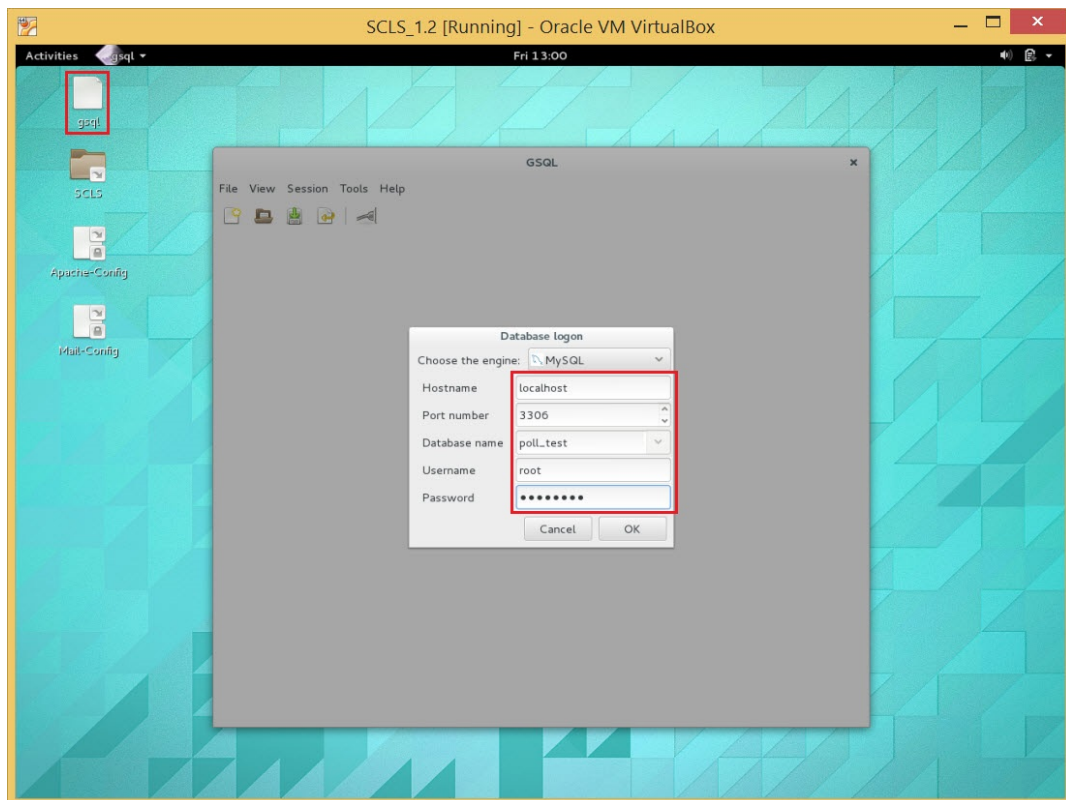 SCLS_1.2 [Running] - Oracle VM VirtualBox
Activities gsql Fri 13:00
gsql
SCLS
Apache-Config
Mail-Config
GSQL
File View Session Tools Help
Database logon
Choose the engine: MySQL
Hostname localhost
Port number 3306
Database name poll_test
Username root
Password ••••••••
Cancel OK